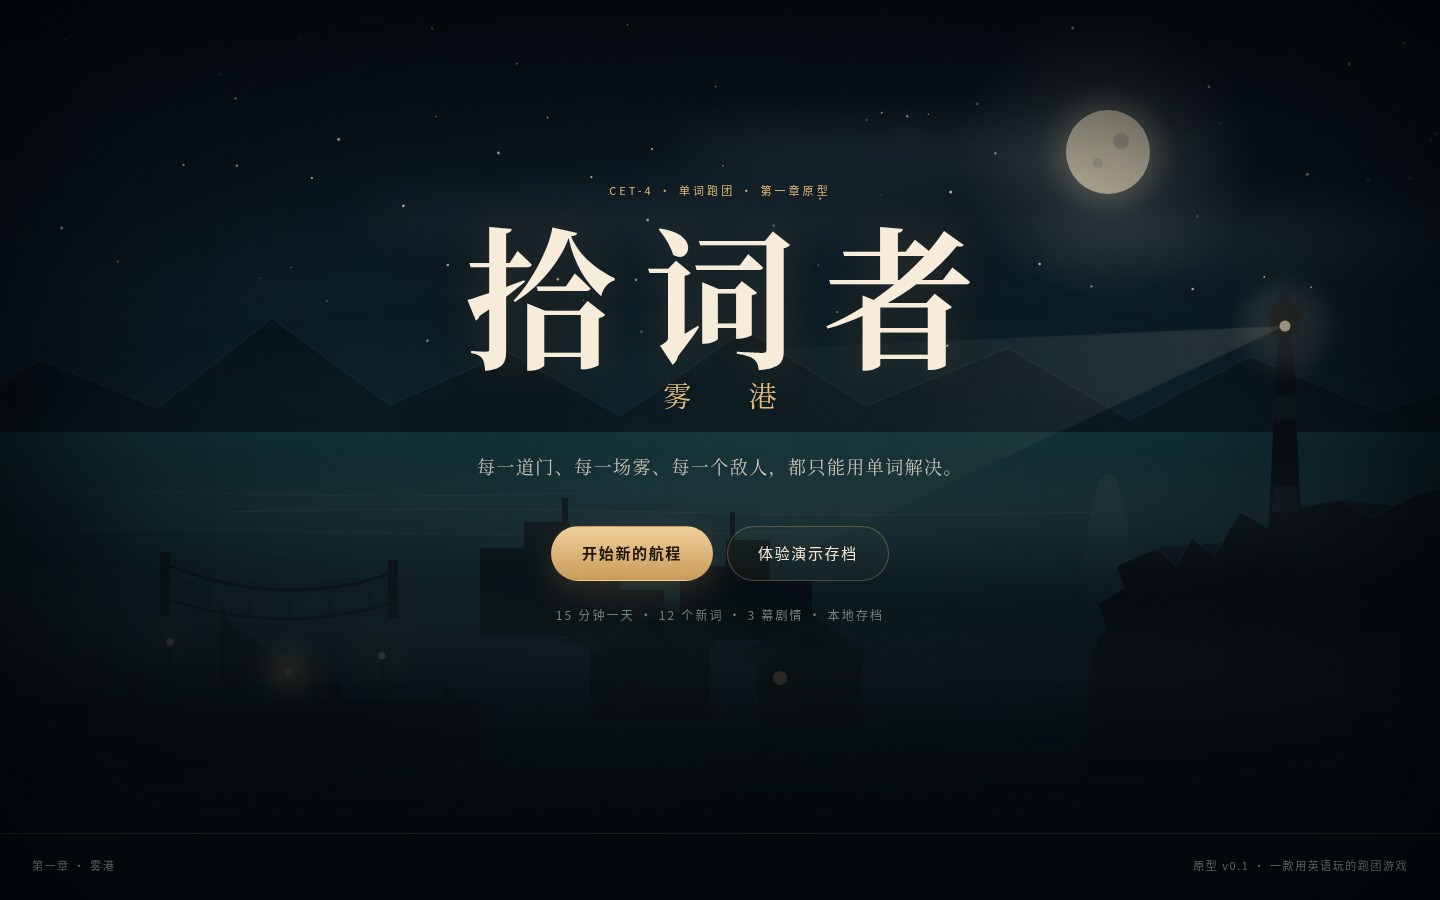 CET-4 · 单词跑团 · 第一章原型
拾词者
雾港
每一道门、每一场雾、每一个敌人，都只能用单词解决。
开始新的航程
体验演示存档
15 分钟一天 · 12 个新词 · 3 幕剧情 · 本地存档
第一章 · 雾港
原型 v0.1 · 一款用英语玩的跑团游戏